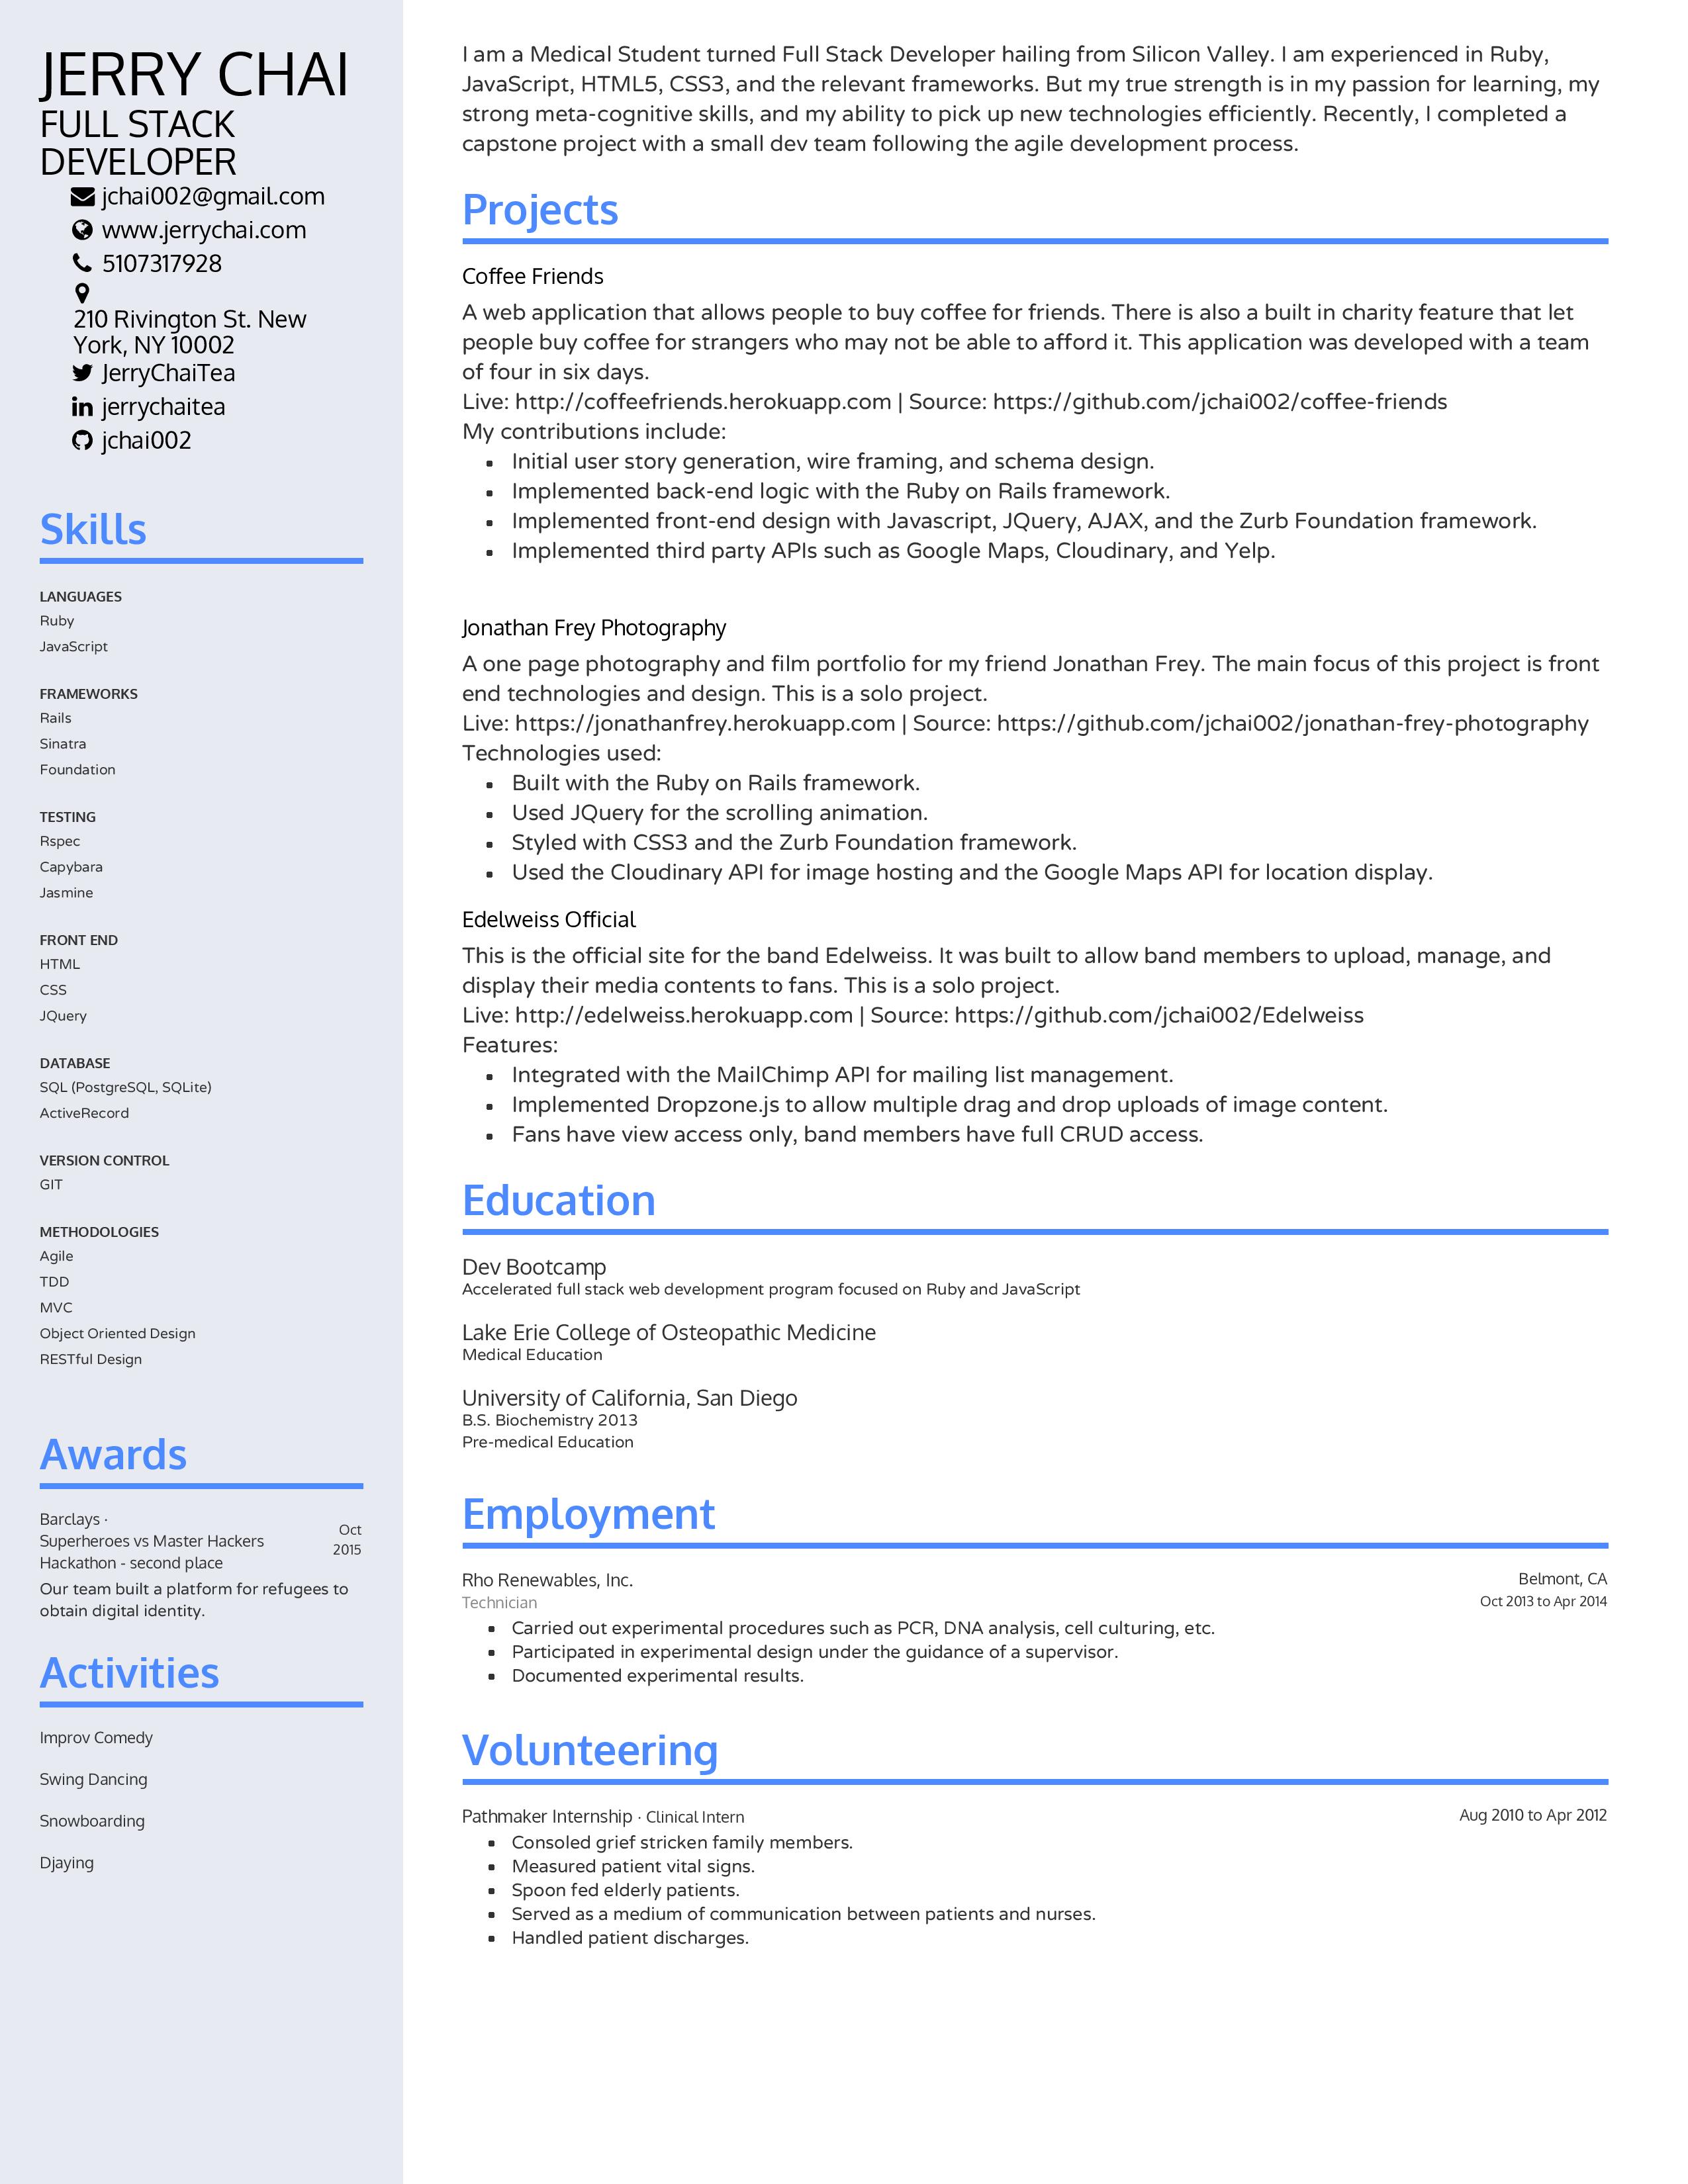 JERRY CHAI
FULL STACK
DEVELOPER
jchai002@gmail.com
www.jerrychai.com
5107317928
210 Rivington St. New
York, NY 10002
JerryChaiTea
jerrychaitea
jchai002
Skills
LANGUAGES
Ruby
JavaScript
FRAMEWORKS
Rails
Sinatra
Foundation
TESTING
Rspec
Capybara
Jasmine
FRONT END
HTML
CSS
JQuery
DATABASE
SQL (PostgreSQL, SQLite)
ActiveRecord
VERSION CONTROL
GIT
METHODOLOGIES
Agile
TDD
MVC
Object Oriented Design
RESTful Design
Awards
Barclays ·
Superheroes vs Master Hackers
Hackathon - second place
Oct
2015
Our team built a platform for refugees to
obtain digital identity.
Activities
Improv Comedy
Swing Dancing
Snowboarding
Djaying
I am a Medical Student turned Full Stack Developer hailing from Silicon Valley. I am experienced in Ruby,
JavaScript, HTML5, CSS3, and the relevant frameworks. But my true strength is in my passion for learning, my
strong meta-cognitive skills, and my ability to pick up new technologies efficiently. Recently, I completed a
capstone project with a small dev team following the agile development process.
Projects
Coffee Friends
A web application that allows people to buy coffee for friends. There is also a built in charity feature that let
people buy coffee for strangers who may not be able to afford it. This application was developed with a team
of four in six days.
Live: http://coffeefriends.herokuapp.com | Source: https://github.com/jchai002/coffee-friends
My contributions include:
▪ Initial user story generation, wire framing, and schema design.
▪ Implemented back-end logic with the Ruby on Rails framework.
▪ Implemented front-end design with Javascript, JQuery, AJAX, and the Zurb Foundation framework.
▪ Implemented third party APIs such as Google Maps, Cloudinary, and Yelp.
Jonathan Frey Photography
A one page photography and film portfolio for my friend Jonathan Frey. The main focus of this project is front
end technologies and design. This is a solo project.
Live: https://jonathanfrey.herokuapp.com | Source: https://github.com/jchai002/jonathan-frey-photography
Technologies used:
▪ Built with the Ruby on Rails framework.
▪ Used JQuery for the scrolling animation.
▪ Styled with CSS3 and the Zurb Foundation framework.
▪ Used the Cloudinary API for image hosting and the Google Maps API for location display.
Edelweiss Official
This is the official site for the band Edelweiss. It was built to allow band members to upload, manage, and
display their media contents to fans. This is a solo project.
Live: http://edelweiss.herokuapp.com | Source: https://github.com/jchai002/Edelweiss
Features:
▪ Integrated with the MailChimp API for mailing list management.
▪ Implemented Dropzone.js to allow multiple drag and drop uploads of image content.
▪ Fans have view access only, band members have full CRUD access.
Education
Dev Bootcamp
Accelerated full stack web development program focused on Ruby and JavaScript
Lake Erie College of Osteopathic Medicine
Medical Education
University of California, San Diego
B.S. Biochemistry 2013
Pre-medical Education
Employment
Rho Renewables, Inc. Belmont, CA
Technician Oct 2013 to Apr 2014
▪ Carried out experimental procedures such as PCR, DNA analysis, cell culturing, etc.
▪ Participated in experimental design under the guidance of a supervisor.
▪ Documented experimental results.
Volunteering
Pathmaker Internship · Clinical Intern Aug 2010 to Apr 2012
▪ Consoled grief stricken family members.
▪ Measured patient vital signs.
▪ Spoon fed elderly patients.
▪ Served as a medium of communication between patients and nurses.
▪ Handled patient discharges.